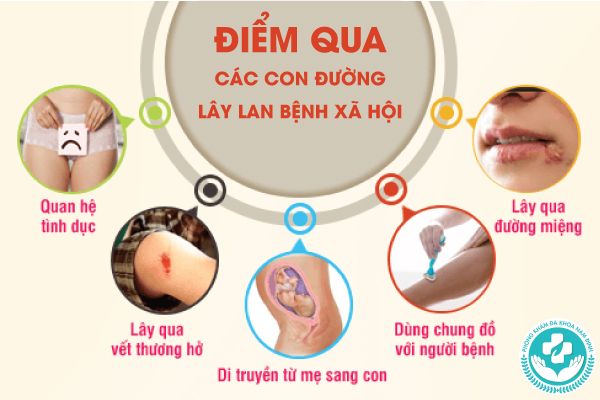 ĐIỂM QUA
CÁC CON ĐƯỜNG
LÂY LAN BỆNH XÃ HỘI
Quan hệ
tình dục
Lây qua
vết thương hở
Di truyền từ mẹ sang con
Dùng chung đồ
với người bệnh
Lây qua
đường miệng
PHÒNG KHÁM ĐA KHOA NAM ĐỊNH